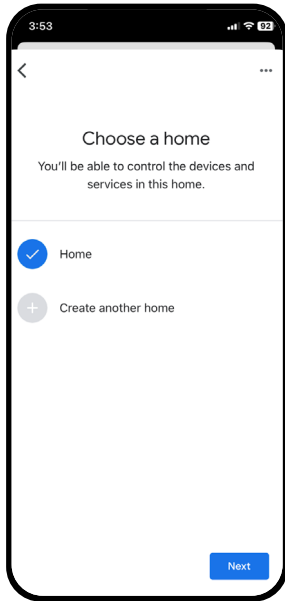 3:53
92
Choose a home
You'll be able to control the devices and
services in this home.
Home
Create another home
Next